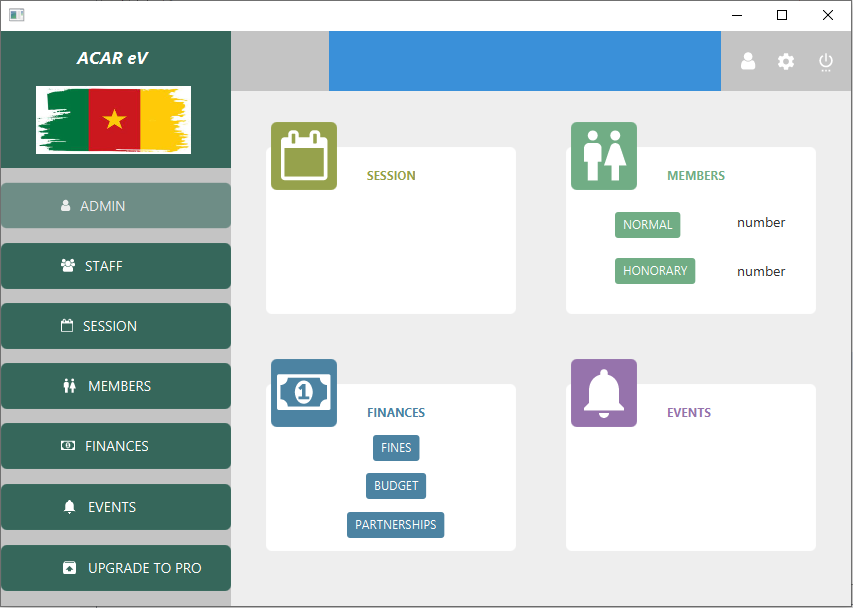 ACAR eV
ADMIN
STAFF
SESSION
MEMBERS
FINANCES
EVENTS
UPGRADE TO PRO
SESSION
MEMBERS
NORMAL number
HONORARY number
1
FINANCES
FINES
BUDGET
PARTNERSHIPS
EVENTS